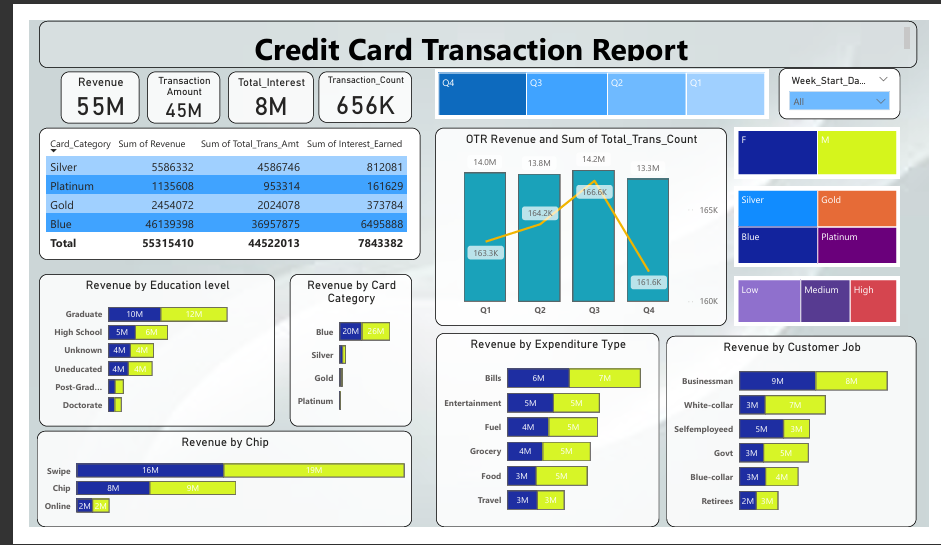 Credit Card Transaction Report
Revenue
55M
Transaction
Amount
45M
Total_Interest
8M
Transaction_Count
656K
Q4 Q3 Q2 Q1
Week_Start_Da...
All
Card_Category Sum of Revenue Sum of Total_Trans_Amt Sum of Interest_Earned
Silver 5586332 4586746 812081
Platinum 1135608 953314 161629
Gold 2454072 2024078 373784
Blue 46139398 36957875 6495888
Total 55315410 44522013 7843382
OTR Revenue and Sum of Total_Trans_Count
14.0M 13.8M 14.2M 13.3M
163.3K 164.2K 166.6K 161.6K
165K
160K
Q1 Q2 Q3 Q4
F M
Silver Gold
Blue Platinum
Low Medium High
Revenue by Education level
Graduate 10M 12M
High School 5M 6M
Unknown 4M 4M
Uneducated 4M 4M
Post-Grad...
Doctorate
Revenue by Card
Category
Blue 20M 26M
Silver
Gold
Platinum
Revenue by Chip
Swipe 16M 15M
Chip 8M 9M
Online 2M 2M
Revenue by Expenditure Type
Bills 6M 7M
Entertainment 5M 5M
Fuel 4M 5M
Grocery 4M 5M
Food 3M 5M
Travel 3M 3M
Revenue by Customer Job
Businessman 9M 8M
White-collar 3M 7M
Selfemployeed 5M 3M
Govt 3M 5M
Blue-collar 3M 4M
Retirees 2M 3M